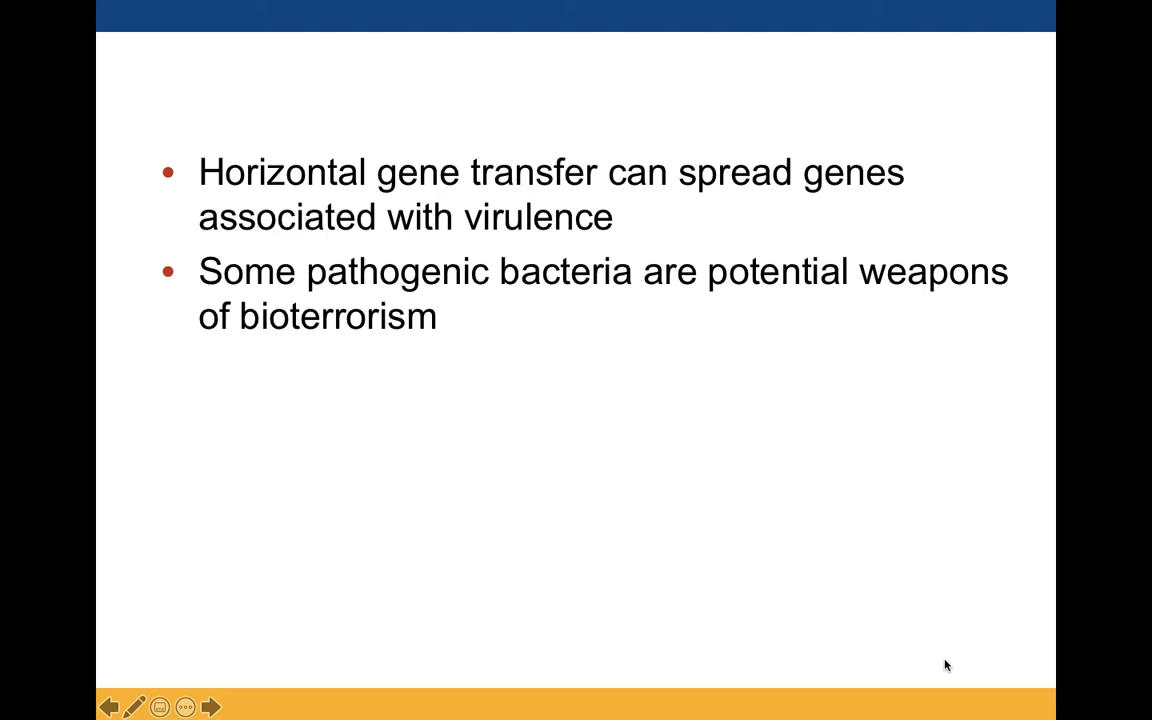 • Horizontal gene transfer can spread genes
associated with virulence
• Some pathogenic bacteria are potential weapons
of bioterrorism